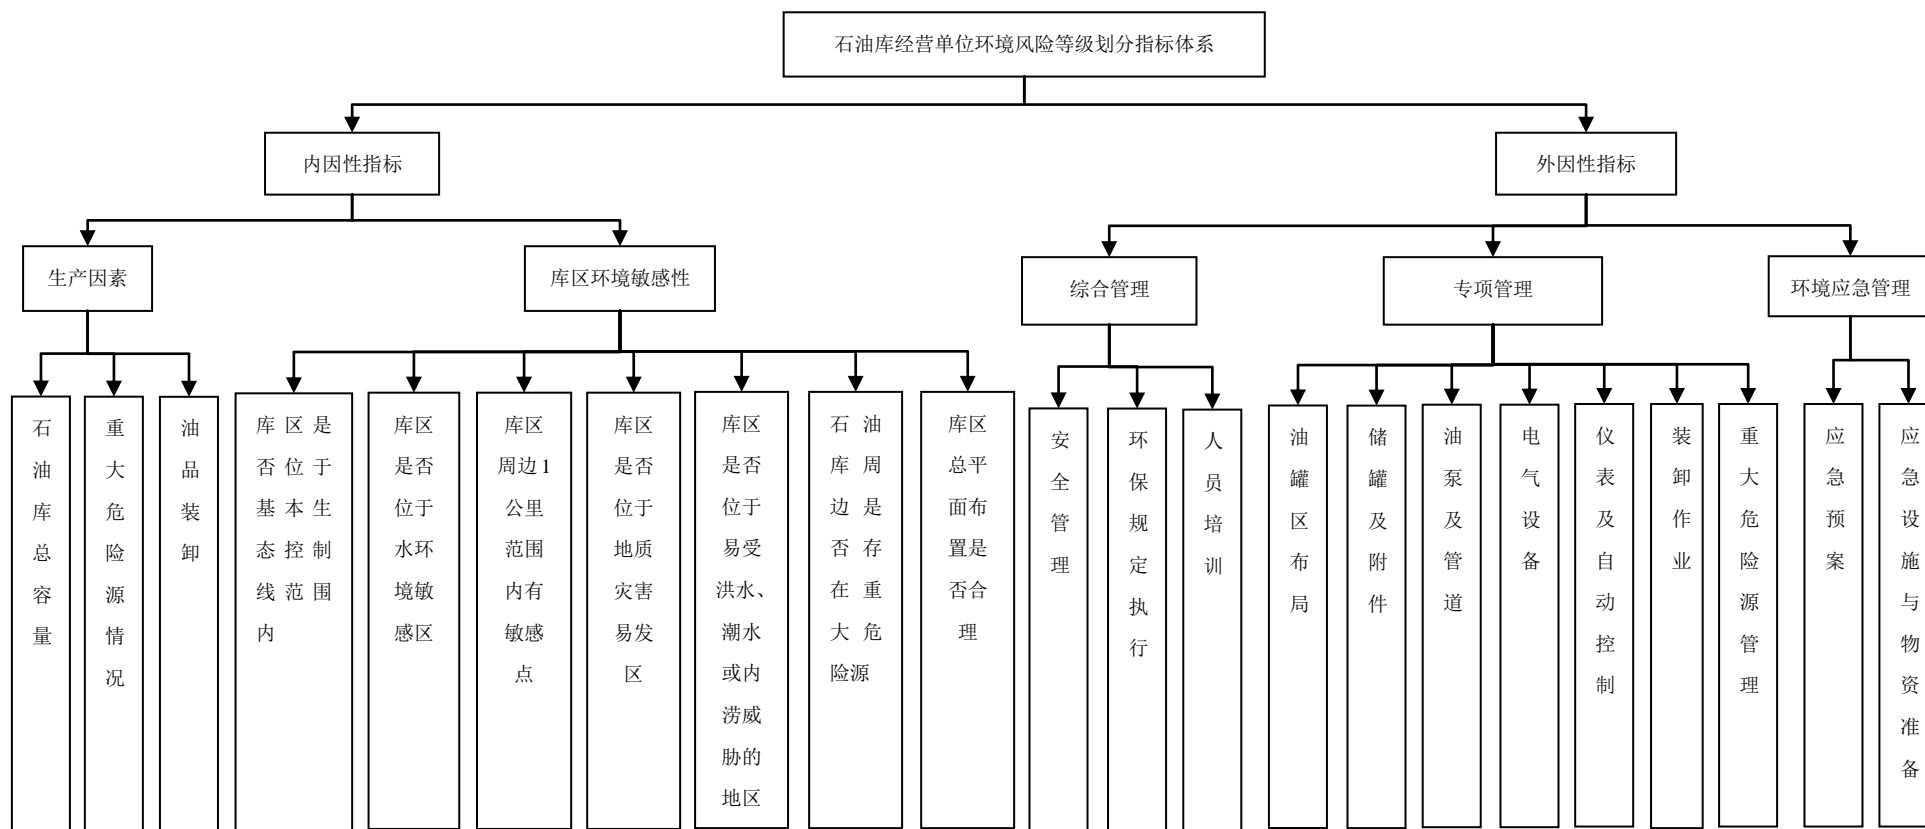 石油库经营单位环境风险等级划分指标体系
内因性指标
外因性指标
生产因素
库区环境敏感性
综合管理
专项管理
环境应急管理
石油库总容量
重大危险源情况
油品装卸
库区是
否位于
基本生
态控制
线范围
内
库区
是否
位于
水环
境敏
感区
库区
周边1
公里
范围
内有
敏感
点
库区
是否
位于
地质
灾害
易发
区
库区
是否
位于
易受
洪水、
潮水
或内
涝威
胁的
地区
石油
库周
边是
否存
在重
大危
险源
库区
总平
面布
置是
否合
理
安全管理
环保规定执行
人员培训
油罐区布局
储罐及附件
油泵及管道
电气设备
仪表及自动控制
装卸作业
重大危险源管理
应急预案
应急设施与物资准备